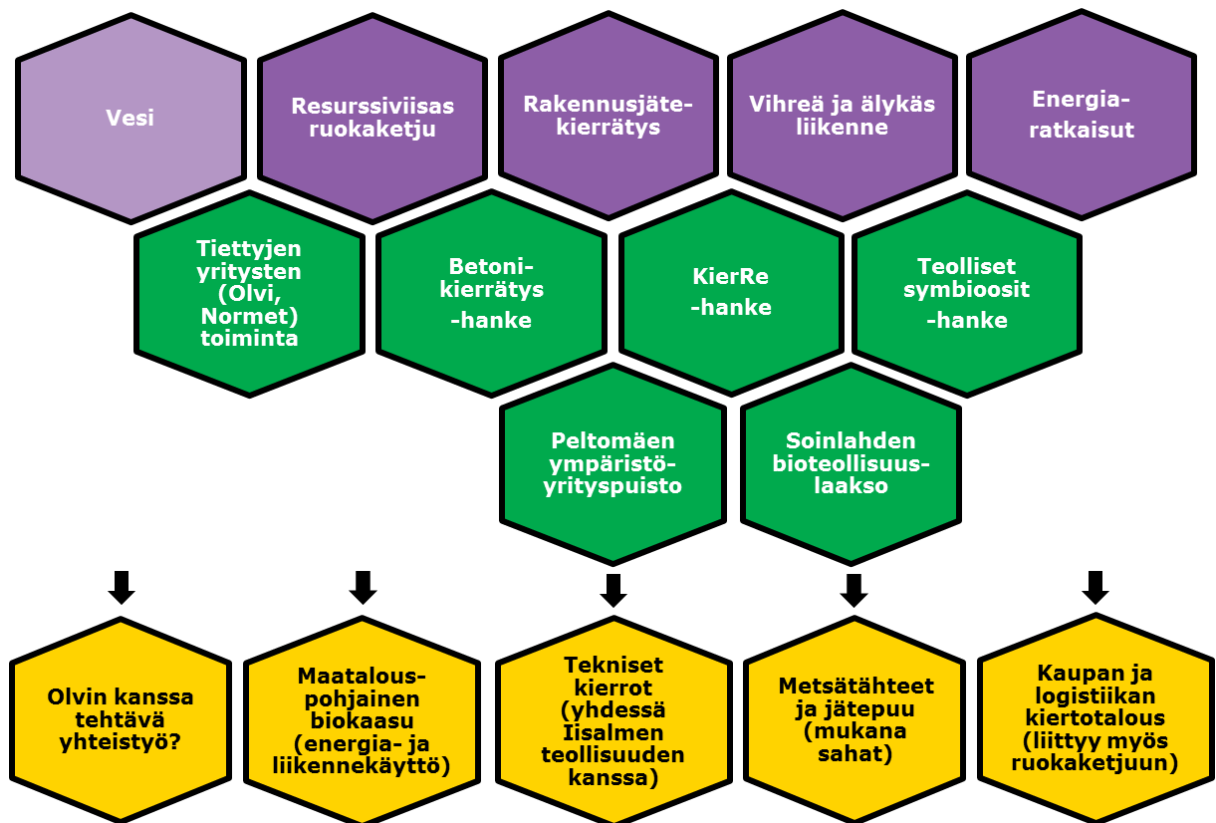 Vesi
Resurssiviisas
ruokaketju
Rakennusjäte-
kierrätys
Vihreä ja älykäs
liikenne
Energia-
ratkaisut
Tiettyjen
yritysten
(Olvi,
Normet)
toiminta
Betoni-
kierrätys
-hanke
KierRe
-hanke
Teolliset
symbioosit
-hanke
Peltomäen
ympäristö-
yrityspuisto
Soinlahden
bioteollisuus-
laakso
Olvin kanssa
tehtävä
yhteistyö?
Maatalous-
pohjainen
biokaasu
(energia- ja
liikennekäyttö)
Tekniset
kierrot
(yhdessä
Iisalmen
teollisuuden
kanssa)
Metsätähteet
ja jätepuu
(mukana
sahat)
Kaupan ja
logistiikan
kiertotalous
(liittyy myös
ruokaketjuun)